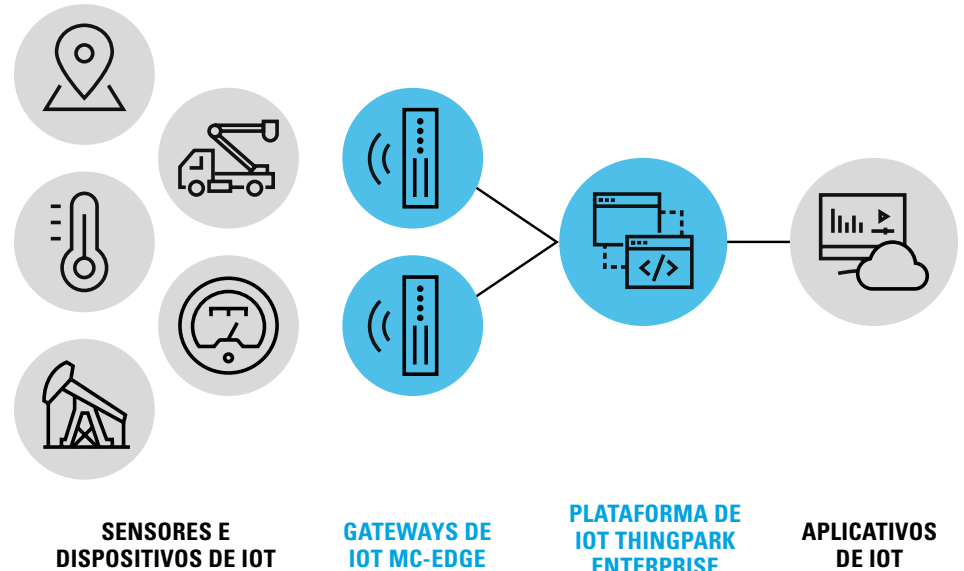 SENSORES E
DISPOSITIVOS DE IOT
GATEWAYS DE
IOT MC-EDGE
PLATAFORMA DE
IOT THINGPARK
ENTERPRISE
APLICATIVOS
DE IOT